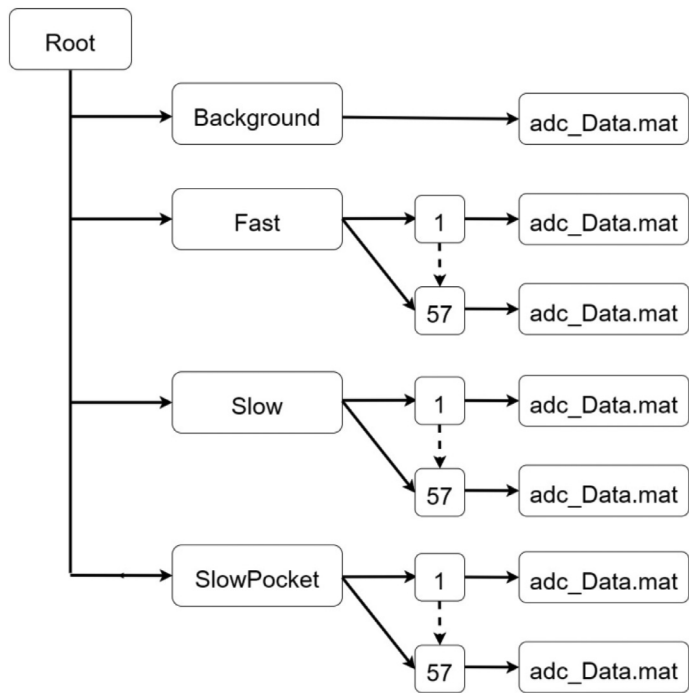 Root
Background
adc_Data.mat
Fast
1
adc_Data.mat
57
adc_Data.mat
Slow
1
adc_Data.mat
57
adc_Data.mat
SlowPocket
1
adc_Data.mat
57
adc_Data.mat